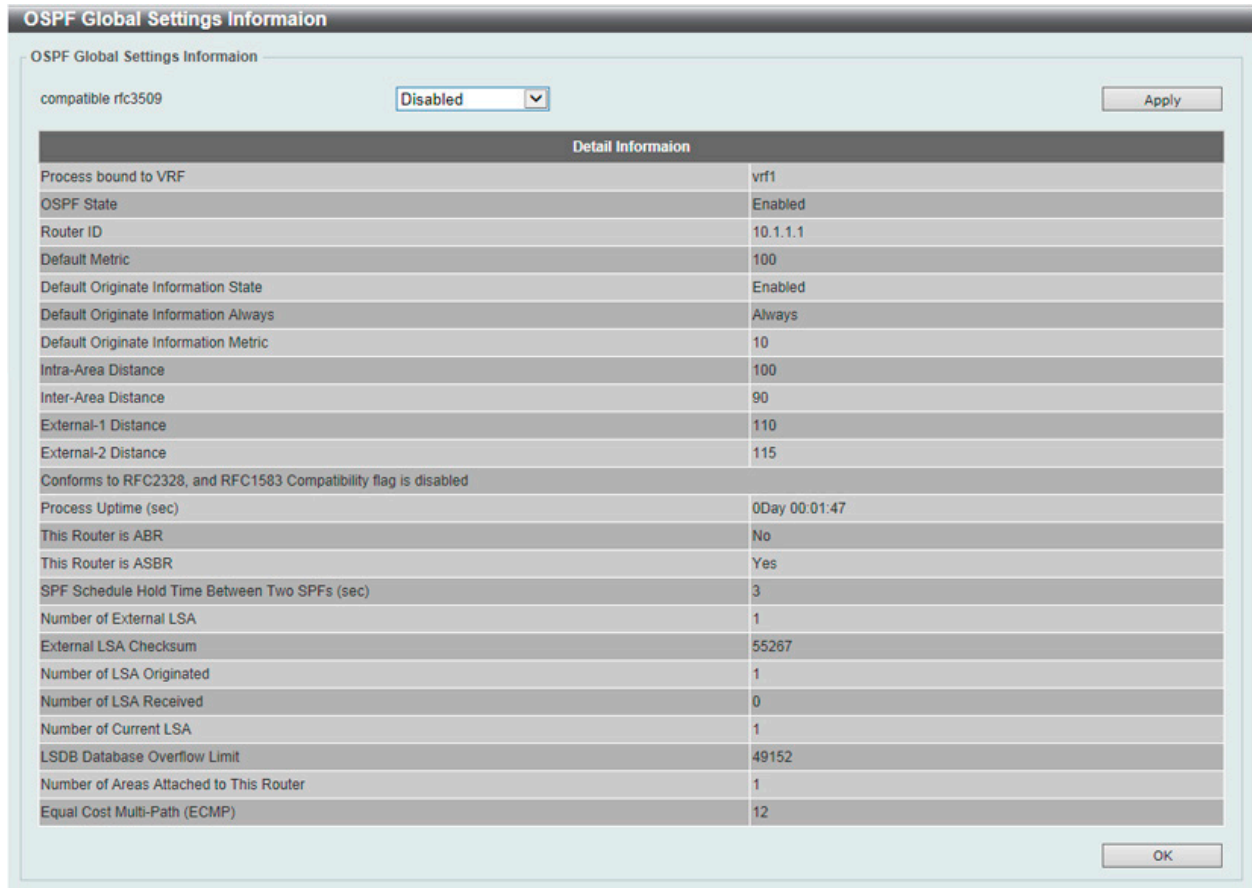 OSPF Global Settings Informaion
OSPF Global Settings Informaion
compatible rfc3509 Disabled Apply
Detail Informaion
Process bound to VRF vrf1
OSPF State Enabled
Router ID 10.1.1.1
Default Metric 100
Default Originate Information State Enabled
Default Originate Information Always Always
Default Originate Information Metric 10
Intra-Area Distance 100
Inter-Area Distance 90
External-1 Distance 110
External-2 Distance 115
Conforms to RFC2328, and RFC1583 Compatibility flag is disabled
Process Uptime (sec) 0Day 00:01:47
This Router is ABR No
This Router is ASBR Yes
SPF Schedule Hold Time Between Two SPFs (sec) 3
Number of External LSA 1
External LSA Checksum 55267
Number of LSA Originated 1
Number of LSA Received 0
Number of Current LSA 1
LSDB Database Overflow Limit 49152
Number of Areas Attached to This Router 1
Equal Cost Multi-Path (ECMP) 12
OK